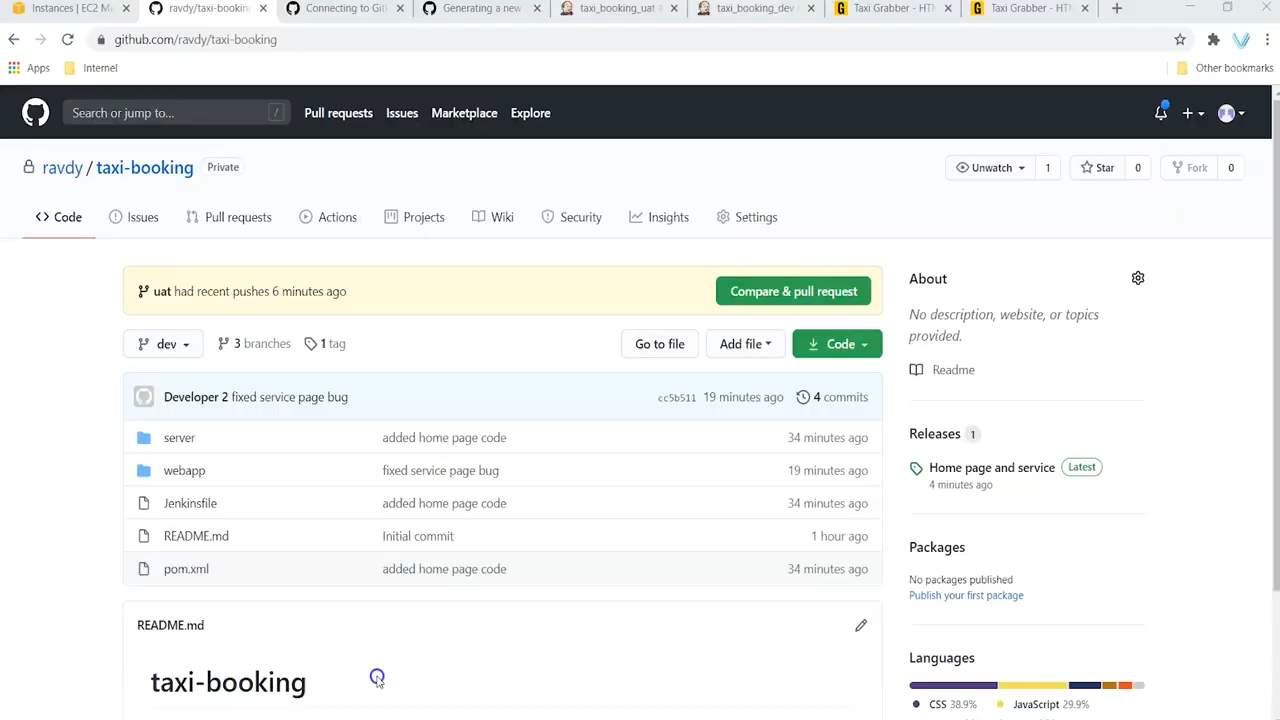 Instances | EC2 M
ravdy/taxi-booking
Connecting to Git
Generating a new
taxi_booking_uat a
taxi_booking_dev
Taxi Grabber - HTM
Taxi Grabber - HTM
github.com/ravdy/taxi-booking
Apps
Internet
Other bookmarks
Search or jump to...
/
Pull requests
Issues
Marketplace
Explore
ravdy / taxi-booking
Private
Unwatch
1
Star
0
Fork
0
Code
Issues
Pull requests
Actions
Projects
Wiki
Security
Insights
Settings
uat had recent pushes 6 minutes ago
Compare & pull request
dev
3 branches
1 tag
Go to file
Add file
Code
Developer 2 fixed service page bug
cc5b511 19 minutes ago
4 commits
server
added home page code
34 minutes ago
webapp
fixed service page bug
19 minutes ago
Jenkinsfile
added home page code
34 minutes ago
README.md
Initial commit
1 hour ago
pom.xml
added home page code
34 minutes ago
README.md
taxi-booking
About
No description, website, or topics
provided.
Readme
Releases 1
Home page and service Latest
4 minutes ago
Packages
No packages published
Publish your first package
Languages
CSS 38.9%
JavaScript 29.9%